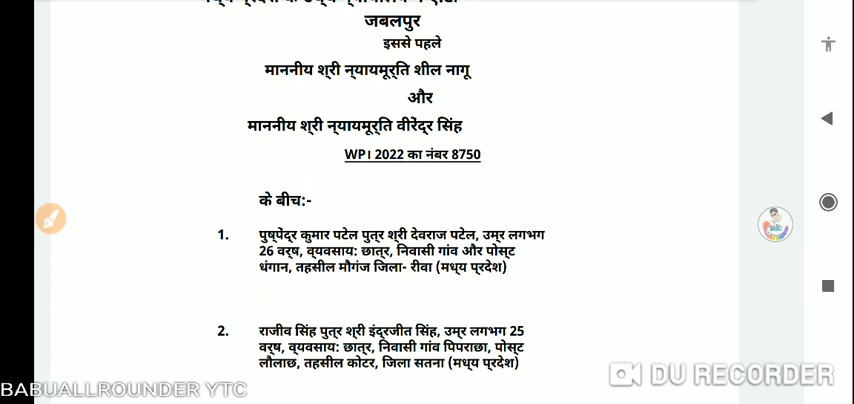 जबलपुर
इससे पहले
माननीय श्री न्यायमूर्ति शील नागू
और
माननीय श्री न्यायमूर्ति वीरेंद्र सिंह
WP। 2022 का नंबर 8750
के बीच:-
1. पुष्पेंद्र कुमार पटेल पुत्र श्री देवराज पटेल, उम्र लगभग
26 वर्ष, व्यवसाय: छात्र, निवासी गांव और पोस्ट
धंगान, तहसील मौगंज जिला- रीवा (मध्य प्रदेश)
2. राजीव सिंह पुत्र श्री इंद्रजीत सिंह, उम्र लगभग 25
वर्ष, व्यवसाय: छात्र, निवासी गांव पिपराछा, पोस्ट
लौलाछ, तहसील कोटर, जिला सतना (मध्य प्रदेश)
DU RECORDER
BABUALLROUNDER YTC